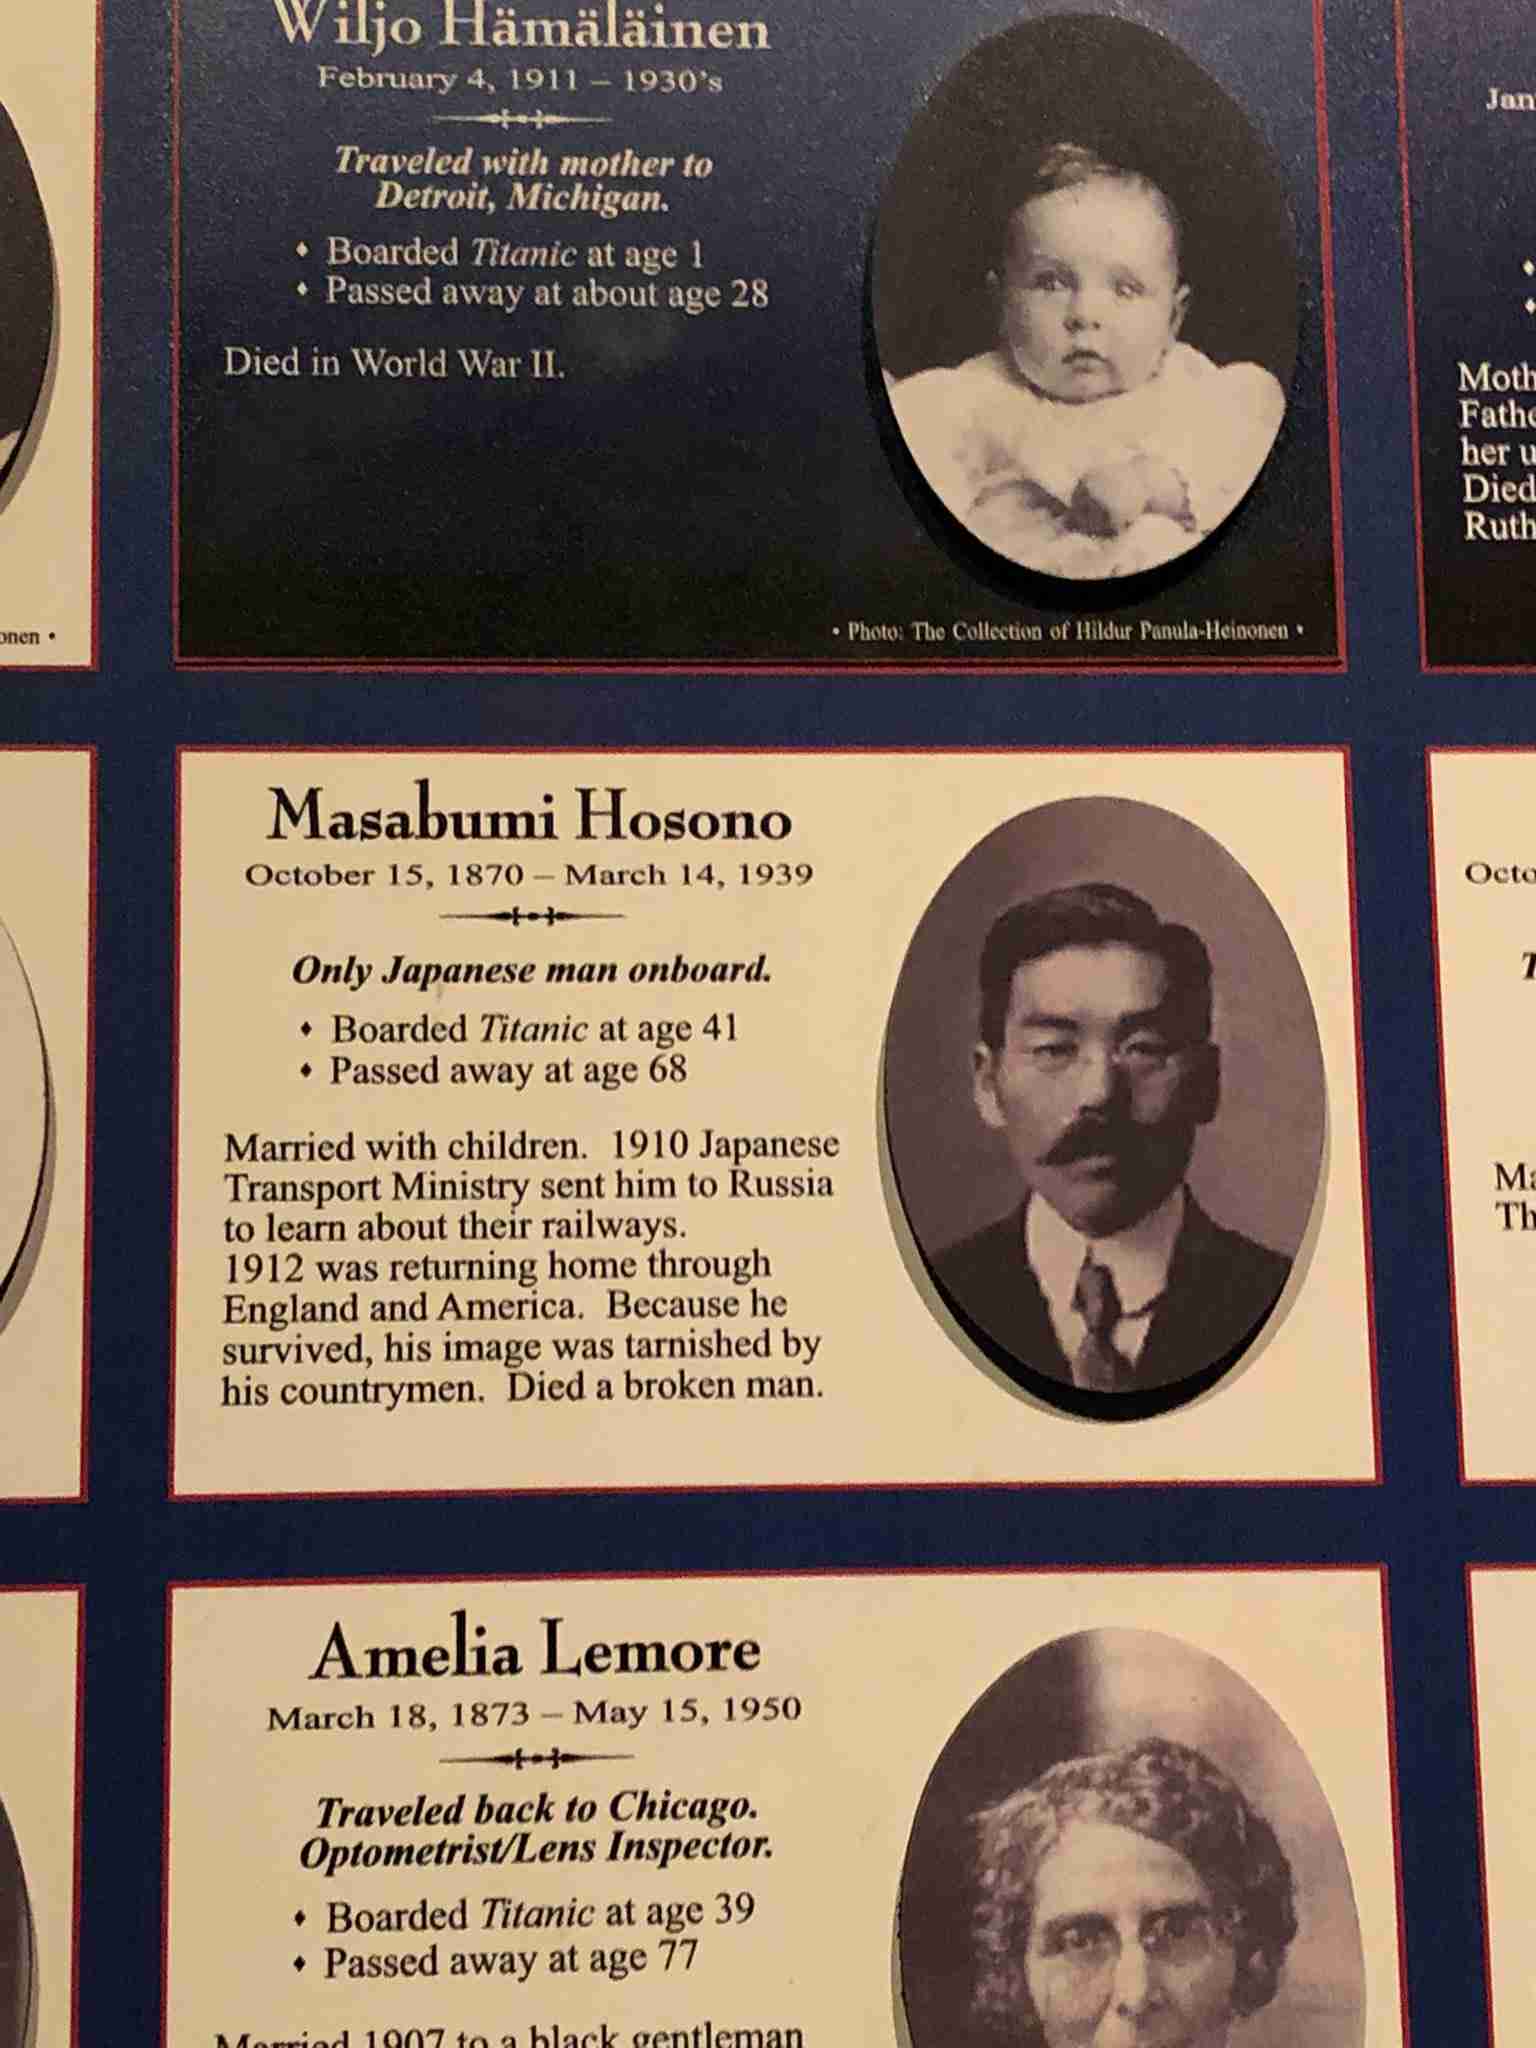 Wiljo Hämäläinen
February 4, 1911 – 1930's
Traveled with mother to
Detroit, Michigan.
• Boarded Titanic at age 1
• Passed away at about age 28
Died in World War II.
• Photo: The Collection of Hildur Panula-Heinonen •
onen •
Jan
Moth
Fathe
her u
Died
Ruth
Masabumi Hosono
October 15, 1870 – March 14, 1939
Only Japanese man onboard.
• Boarded Titanic at age 41
• Passed away at age 68
Married with children. 1910 Japanese
Transport Ministry sent him to Russia
to learn about their railways.
1912 was returning home through
England and America. Because he
survived, his image was tarnished by
his countrymen. Died a broken man.
Octo
T
Ma
Th
Amelia Lemore
March 18, 1873 – May 15, 1950
Traveled back to Chicago.
Optometrist/Lens Inspector.
• Boarded Titanic at age 39
• Passed away at age 77
Married 1907 to a black gentleman